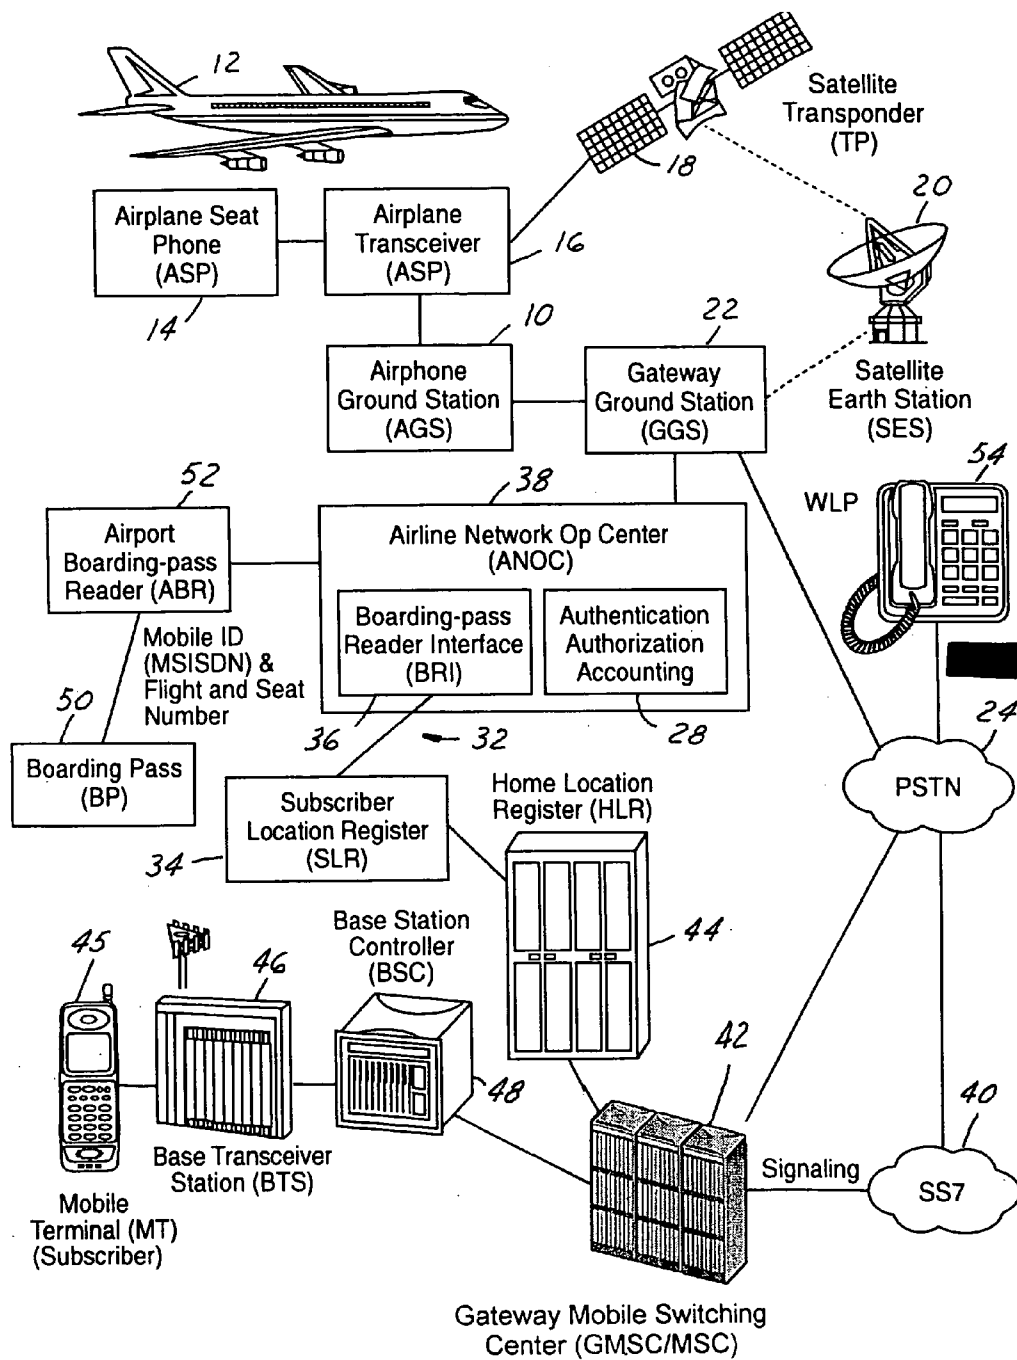 12
Satellite
Transponder
(TP)
18
20
Airplane Seat
Phone
(ASP)
Airplane
Transceiver
(ASP)
16
14
10
22
Airphone
Ground Station
(AGS)
Gateway
Ground Station
(GGS)
Satellite
Earth Station
(SES)
52
38
54
WLP
Airport
Boarding-pass
Reader (ABR)
Airline Network Op Center
(ANOC)
Boarding-pass
Reader Interface
(BRI)
Authentication
Authorization
Accounting
Mobile ID
(MSISDN) &
Flight and Seat
Number
50
36
32
28
24
Boarding Pass
(BP)
PSTN
Home Location
Register (HLR)
Subscriber
Location Register
(SLR)
34
44
Base Station
Controller
(BSC)
45
46
48
42
40
Base Transceiver
Station (BTS)
Signaling
SS7
Mobile
Terminal (MT)
(Subscriber)
Gateway Mobile Switching
Center (GMSC/MSC)